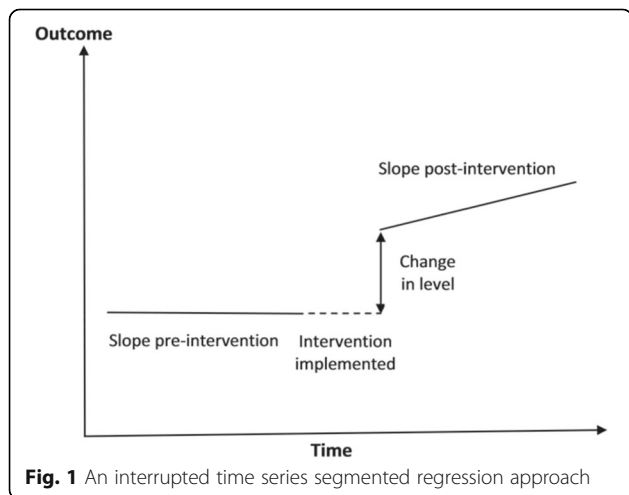 Outcome
Slope post-intervention
Change
in level
Slope pre-intervention
Intervention
implemented
Time
Fig. 1 An interrupted time series segmented regression approach